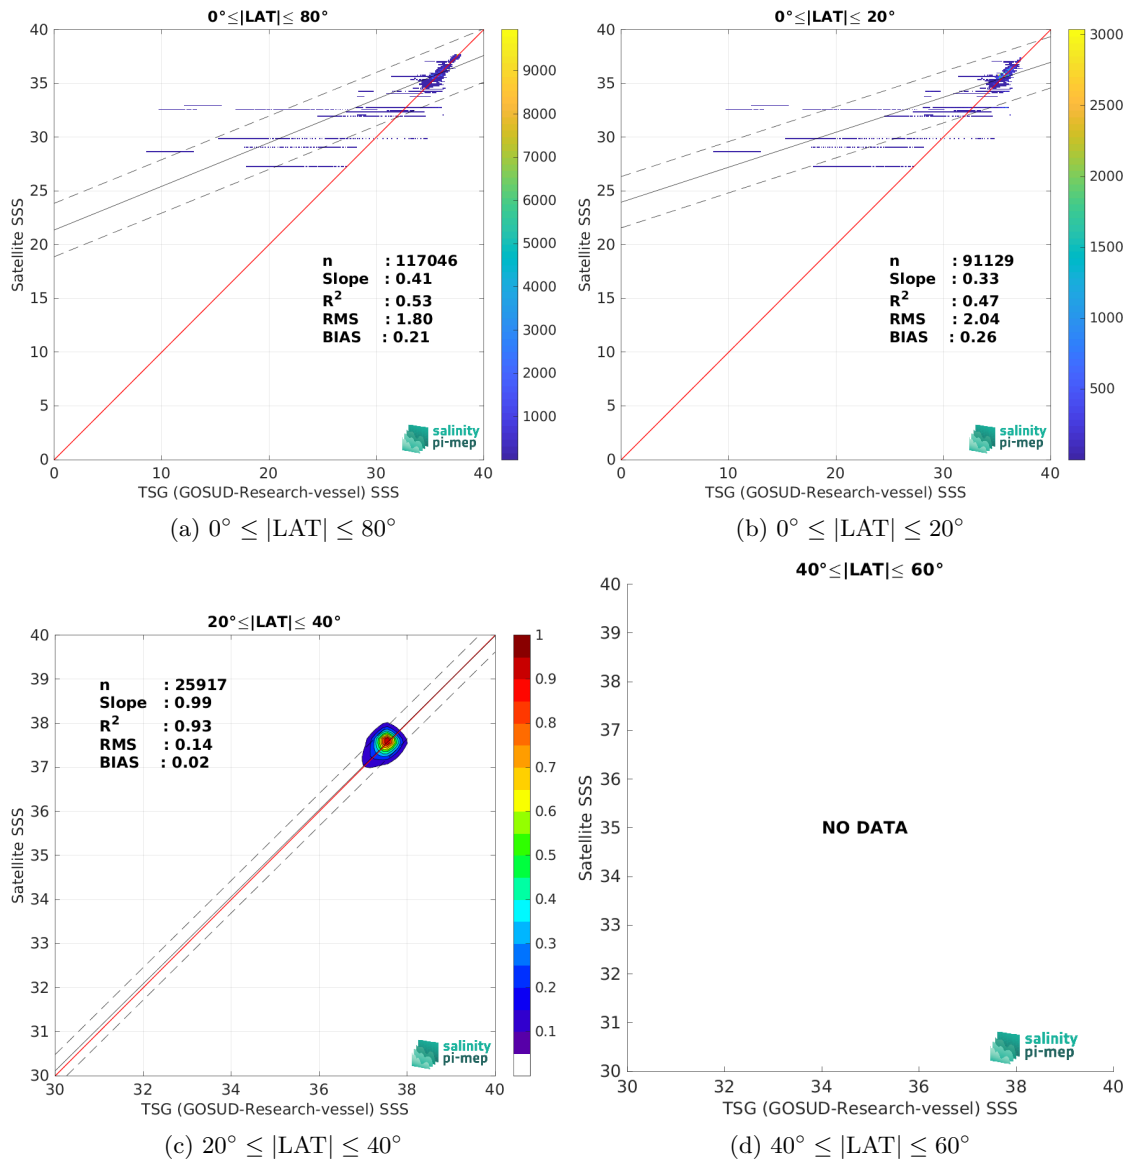 0°≤|LAT|≤ 80°
40
35
30
25
20
15
10
5
0
Satellite SSS
n : 117046
Slope : 0.41
R² : 0.53
RMS : 1.80
BIAS : 0.21
salinity
pi-mep
0 10 20 30 40
TSG (GOSUD-Research-vessel) SSS
9000
8000
7000
6000
5000
4000
3000
2000
1000
(a) 0° ≤ |LAT| ≤ 80°
0°≤|LAT|≤ 20°
40
35
30
25
20
15
10
5
0
Satellite SSS
n : 91129
Slope : 0.33
R² : 0.47
RMS : 2.04
BIAS : 0.26
salinity
pi-mep
0 10 20 30 40
TSG (GOSUD-Research-vessel) SSS
3000
2500
2000
1500
1000
500
(b) 0° ≤ |LAT| ≤ 20°
20°≤|LAT|≤ 40°
40
39
38
37
36
35
34
33
32
31
30
Satellite SSS
n : 25917
Slope : 0.99
R² : 0.93
RMS : 0.14
BIAS : 0.02
salinity
pi-mep
30 32 34 36 38 40
TSG (GOSUD-Research-vessel) SSS
1
0.9
0.8
0.7
0.6
0.5
0.4
0.3
0.2
0.1
(c) 20° ≤ |LAT| ≤ 40°
40°≤|LAT|≤ 60°
40
39
38
37
36
35
34
33
32
31
30
Satellite SSS
NO DATA
salinity
pi-mep
30 32 34 36 38 40
TSG (GOSUD-Research-vessel) SSS
(d) 40° ≤ |LAT| ≤ 60°